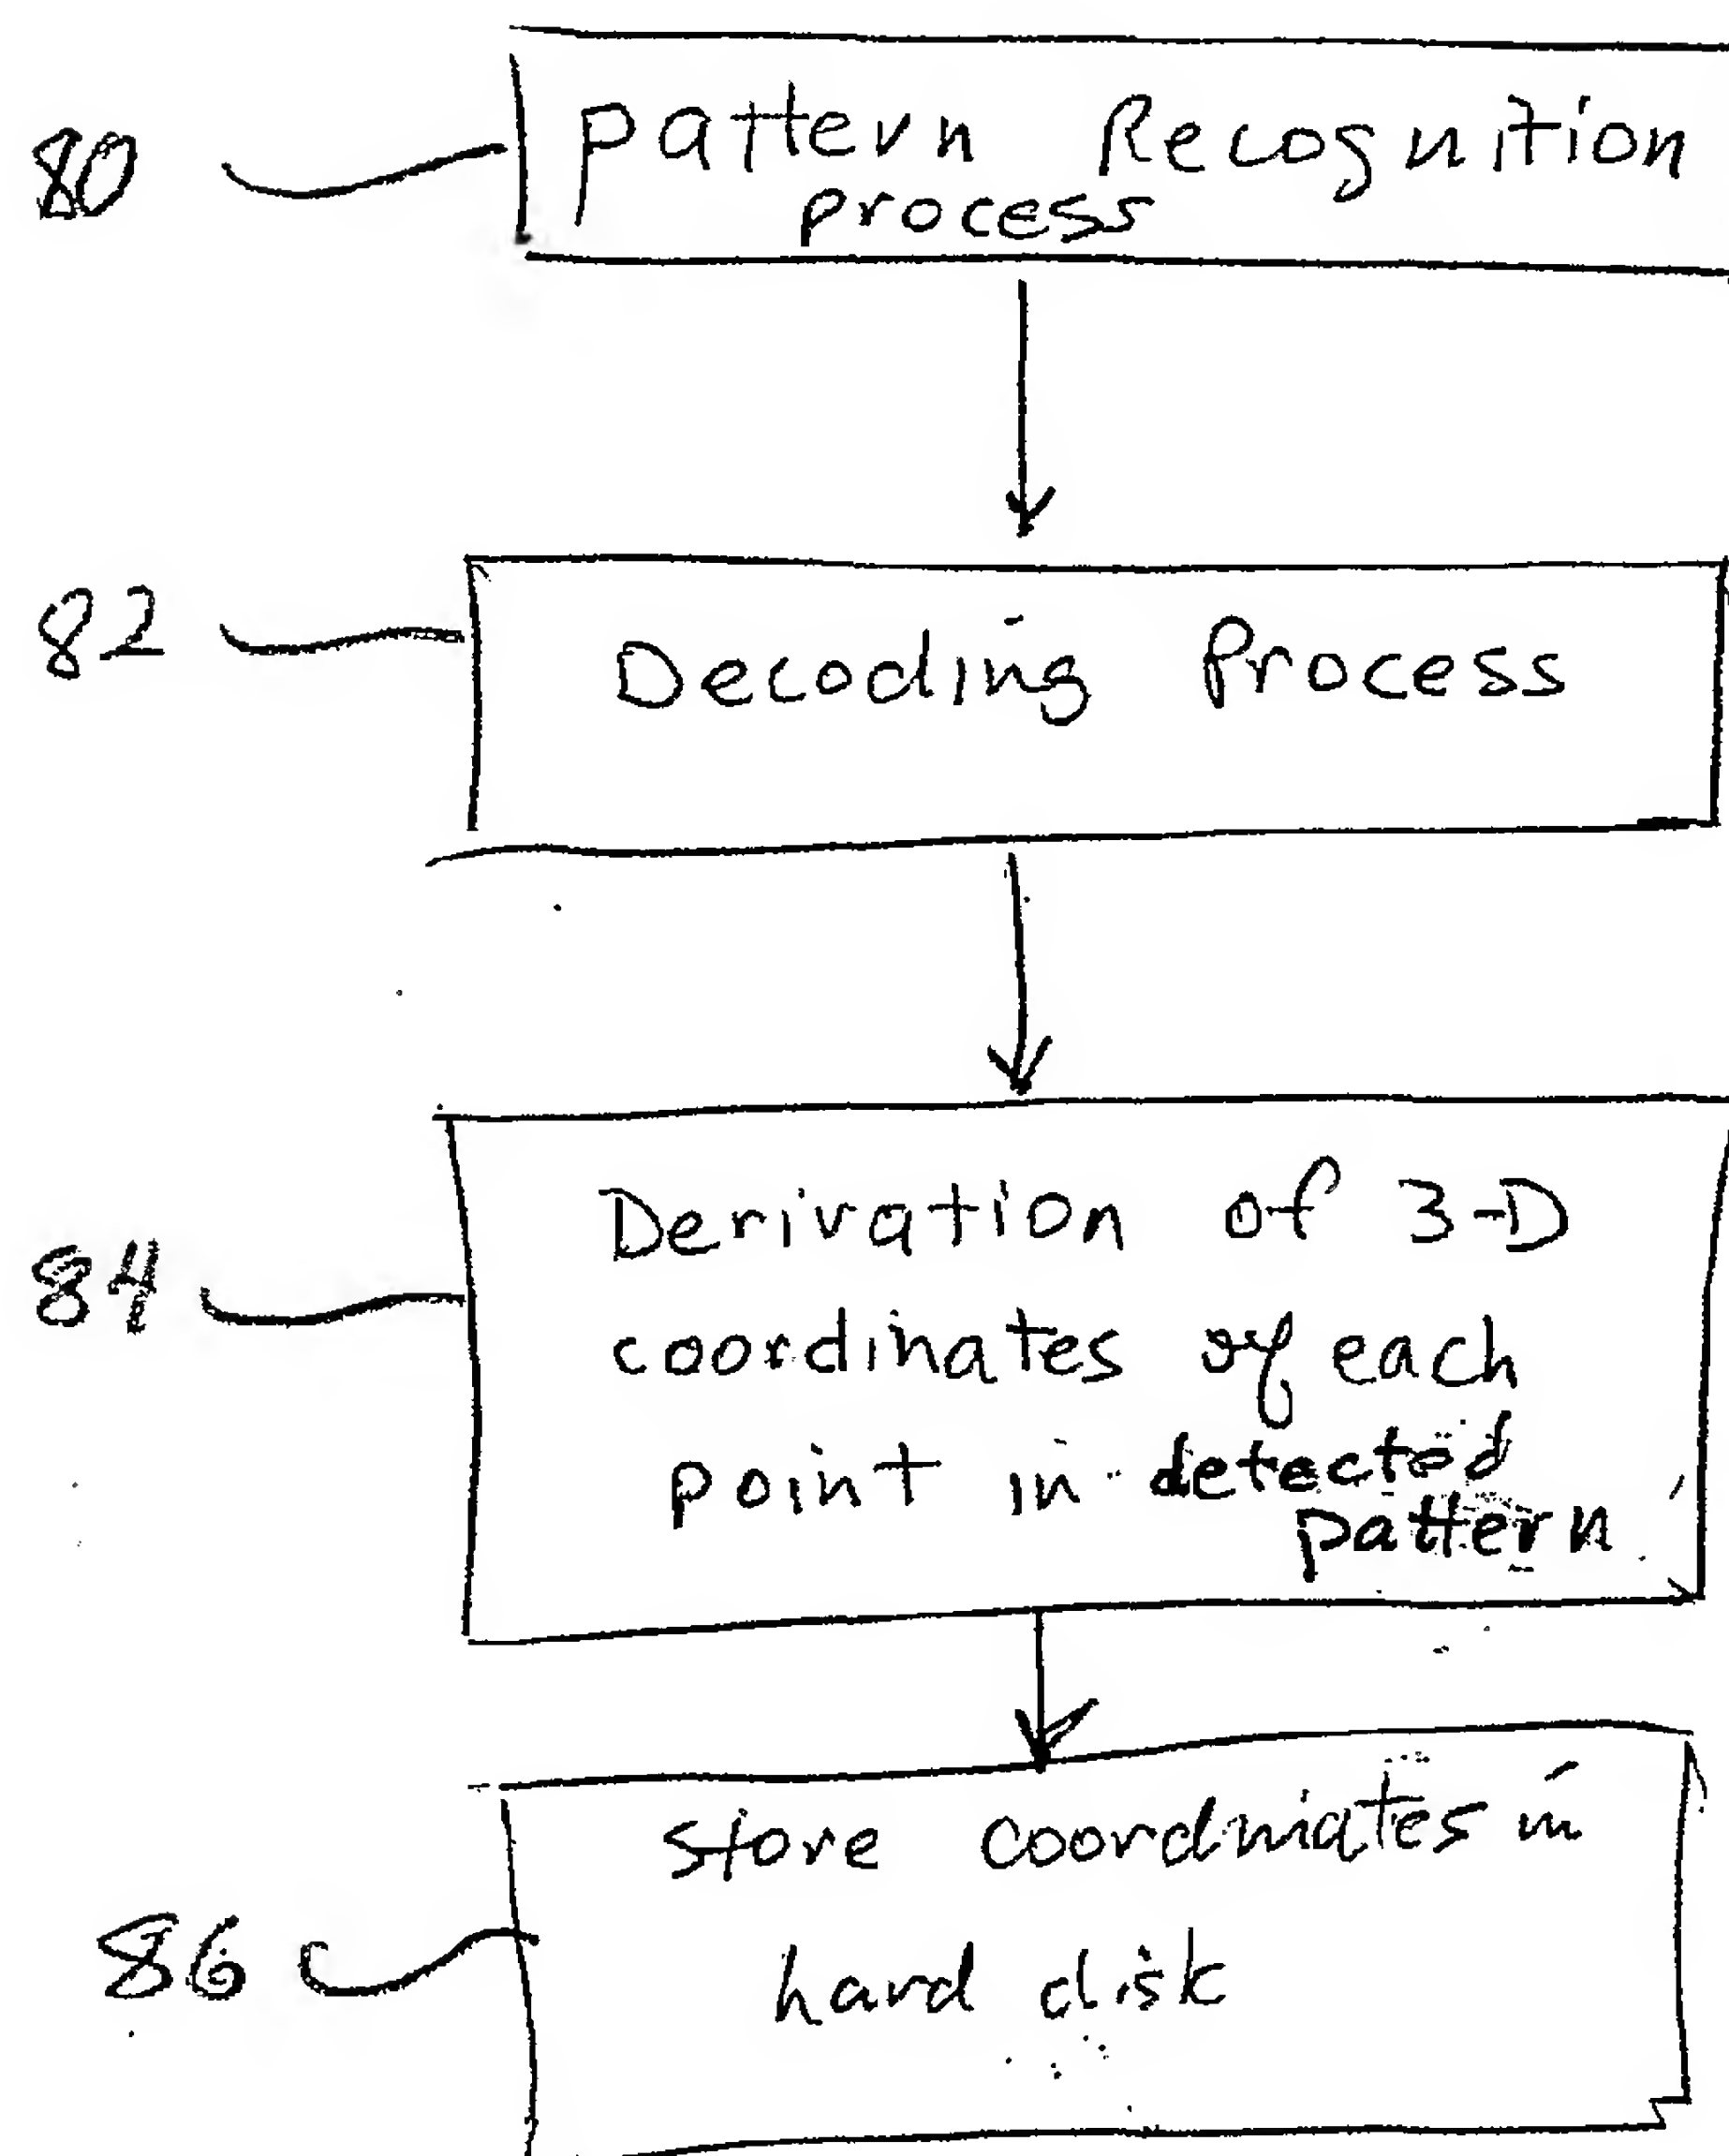 80 Pattern Recognition
process
82 Decoding Process
Derivation of 3-D
84 coordinates of each
point in detected
pattern
store coordinates in
86 hard disk